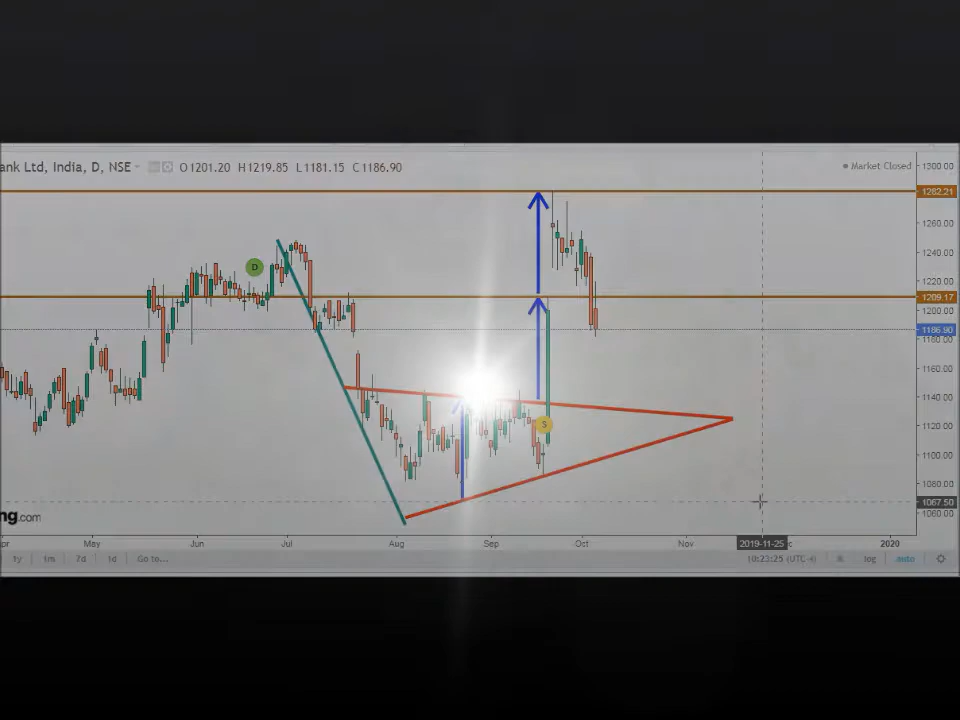 ank Ltd, India, D, NSE O1201.20 H1219.85 L1181.15 C1186.90
Market Closed
1300.00
1282.21
1260.00
D
1240.00
1220.00
1209.17
1200.00
1186.90
1180.00
1160.00
1140.00
S
1120.00
1100.00
1080.00
1067.50
1060.00
ng.com
May Jun Jul Aug Sep Oct Nov 2019-11-25 2020
1y 1m 7d 1d Go to... 10:23:25 (UTC-4) log auto